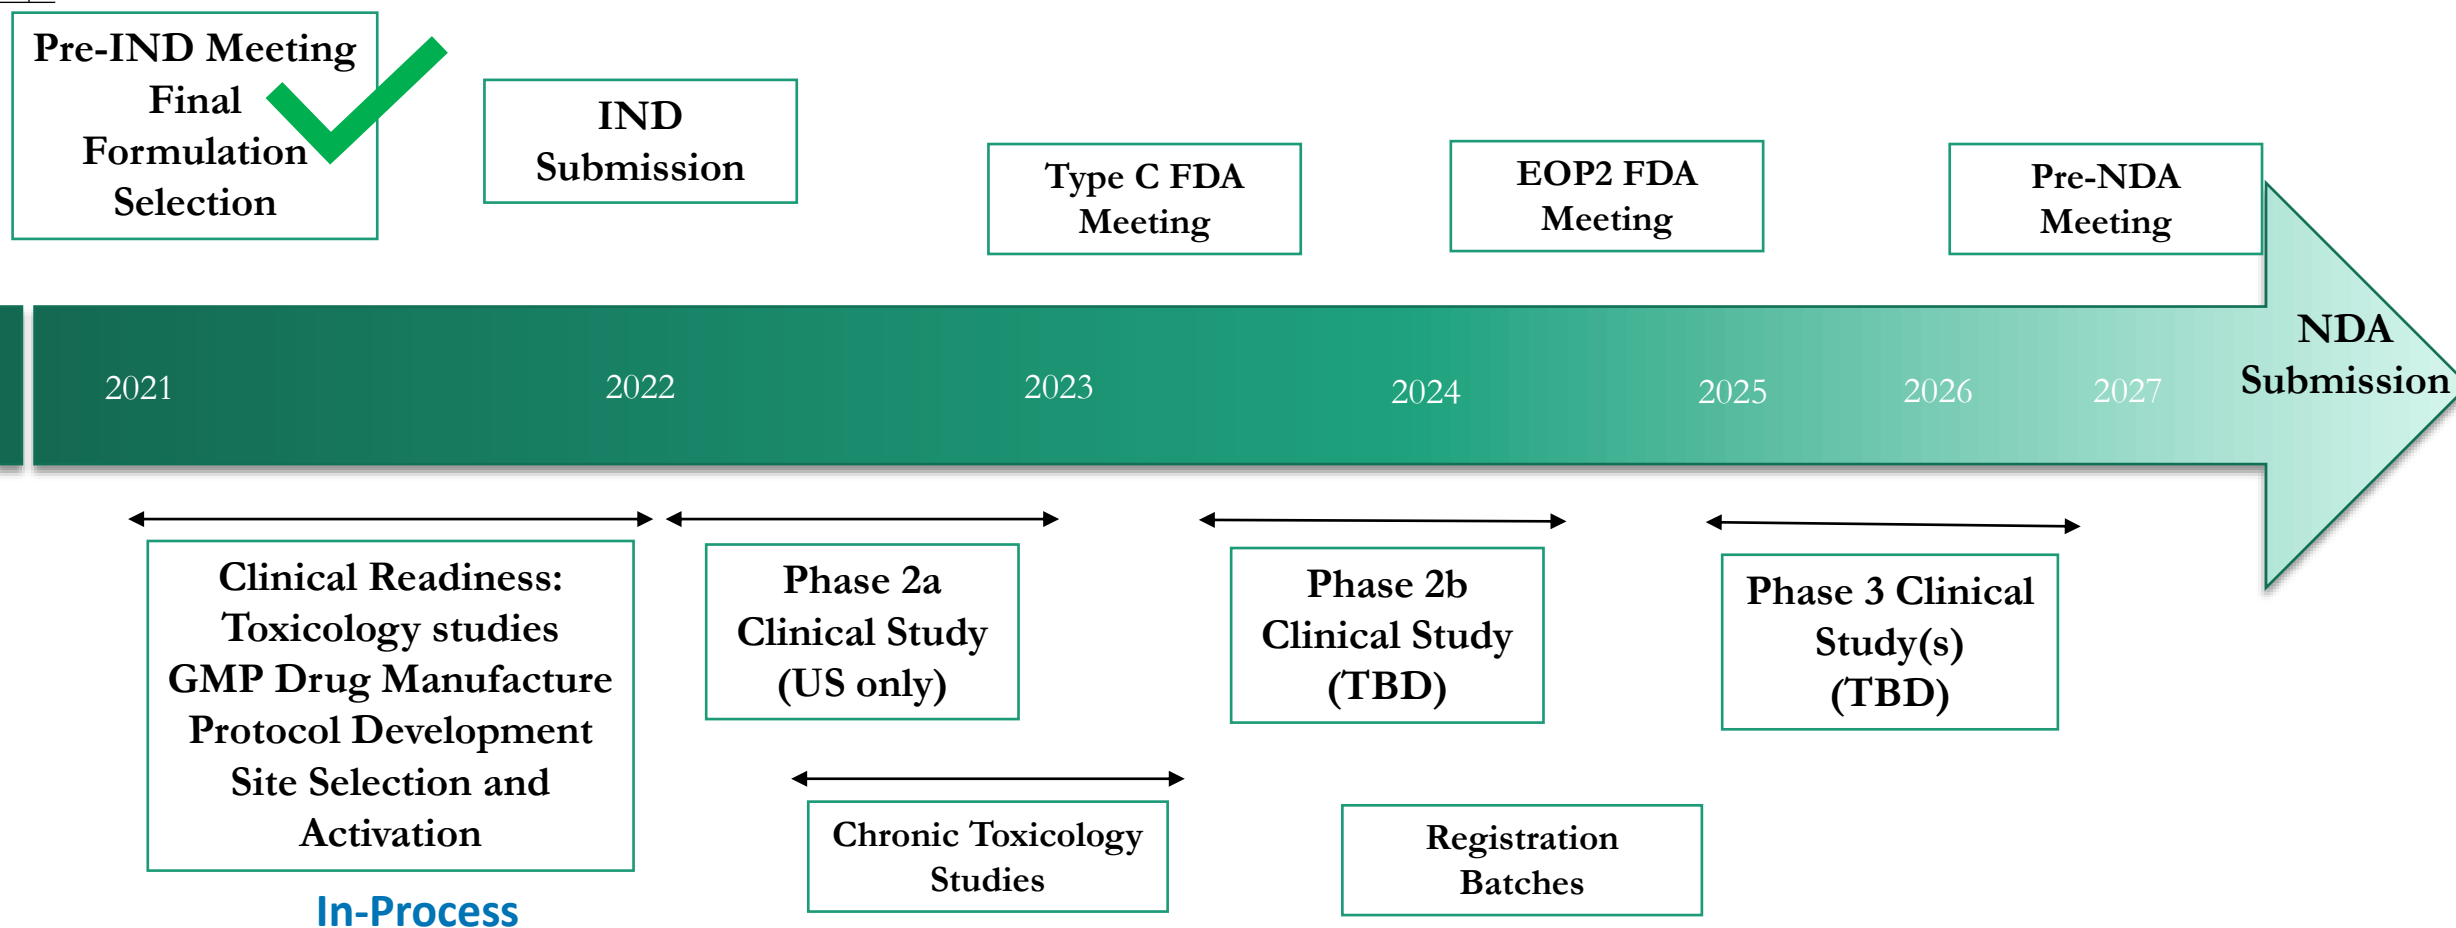 Pre-IND Meeting
Final
Formulation
Selection
IND
Submission
Type C FDA
Meeting
EOP2 FDA
Meeting
Pre-NDA
Meeting
2021
2022
2023
2024
2025
2026
2027
NDA
Submission
Clinical Readiness:
Toxicology studies
GMP Drug Manufacture
Protocol Development
Site Selection and
Activation
In-Process
Phase 2a
Clinical Study
(US only)
Chronic Toxicology
Studies
Phase 2b
Clinical Study
(TBD)
Registration
Batches
Phase 3 Clinical
Study(s)
(TBD)